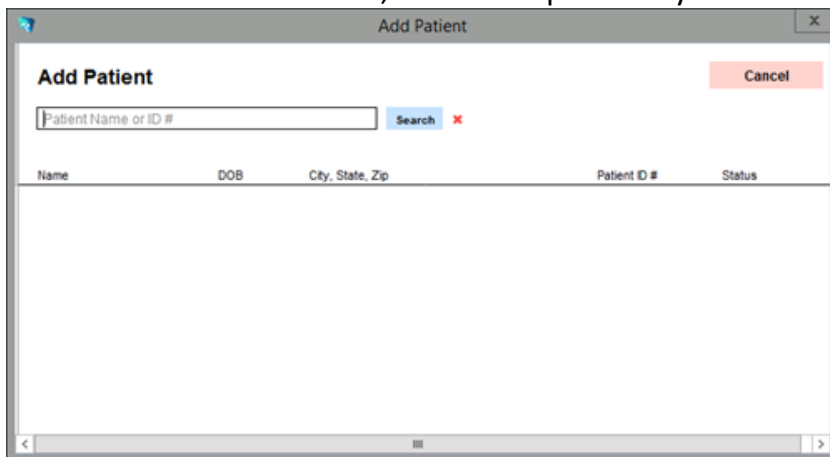 Add Patient
Add Patient
Cancel
Patient Name or ID #
Search
Name DOB City, State, Zip Patient ID # Status